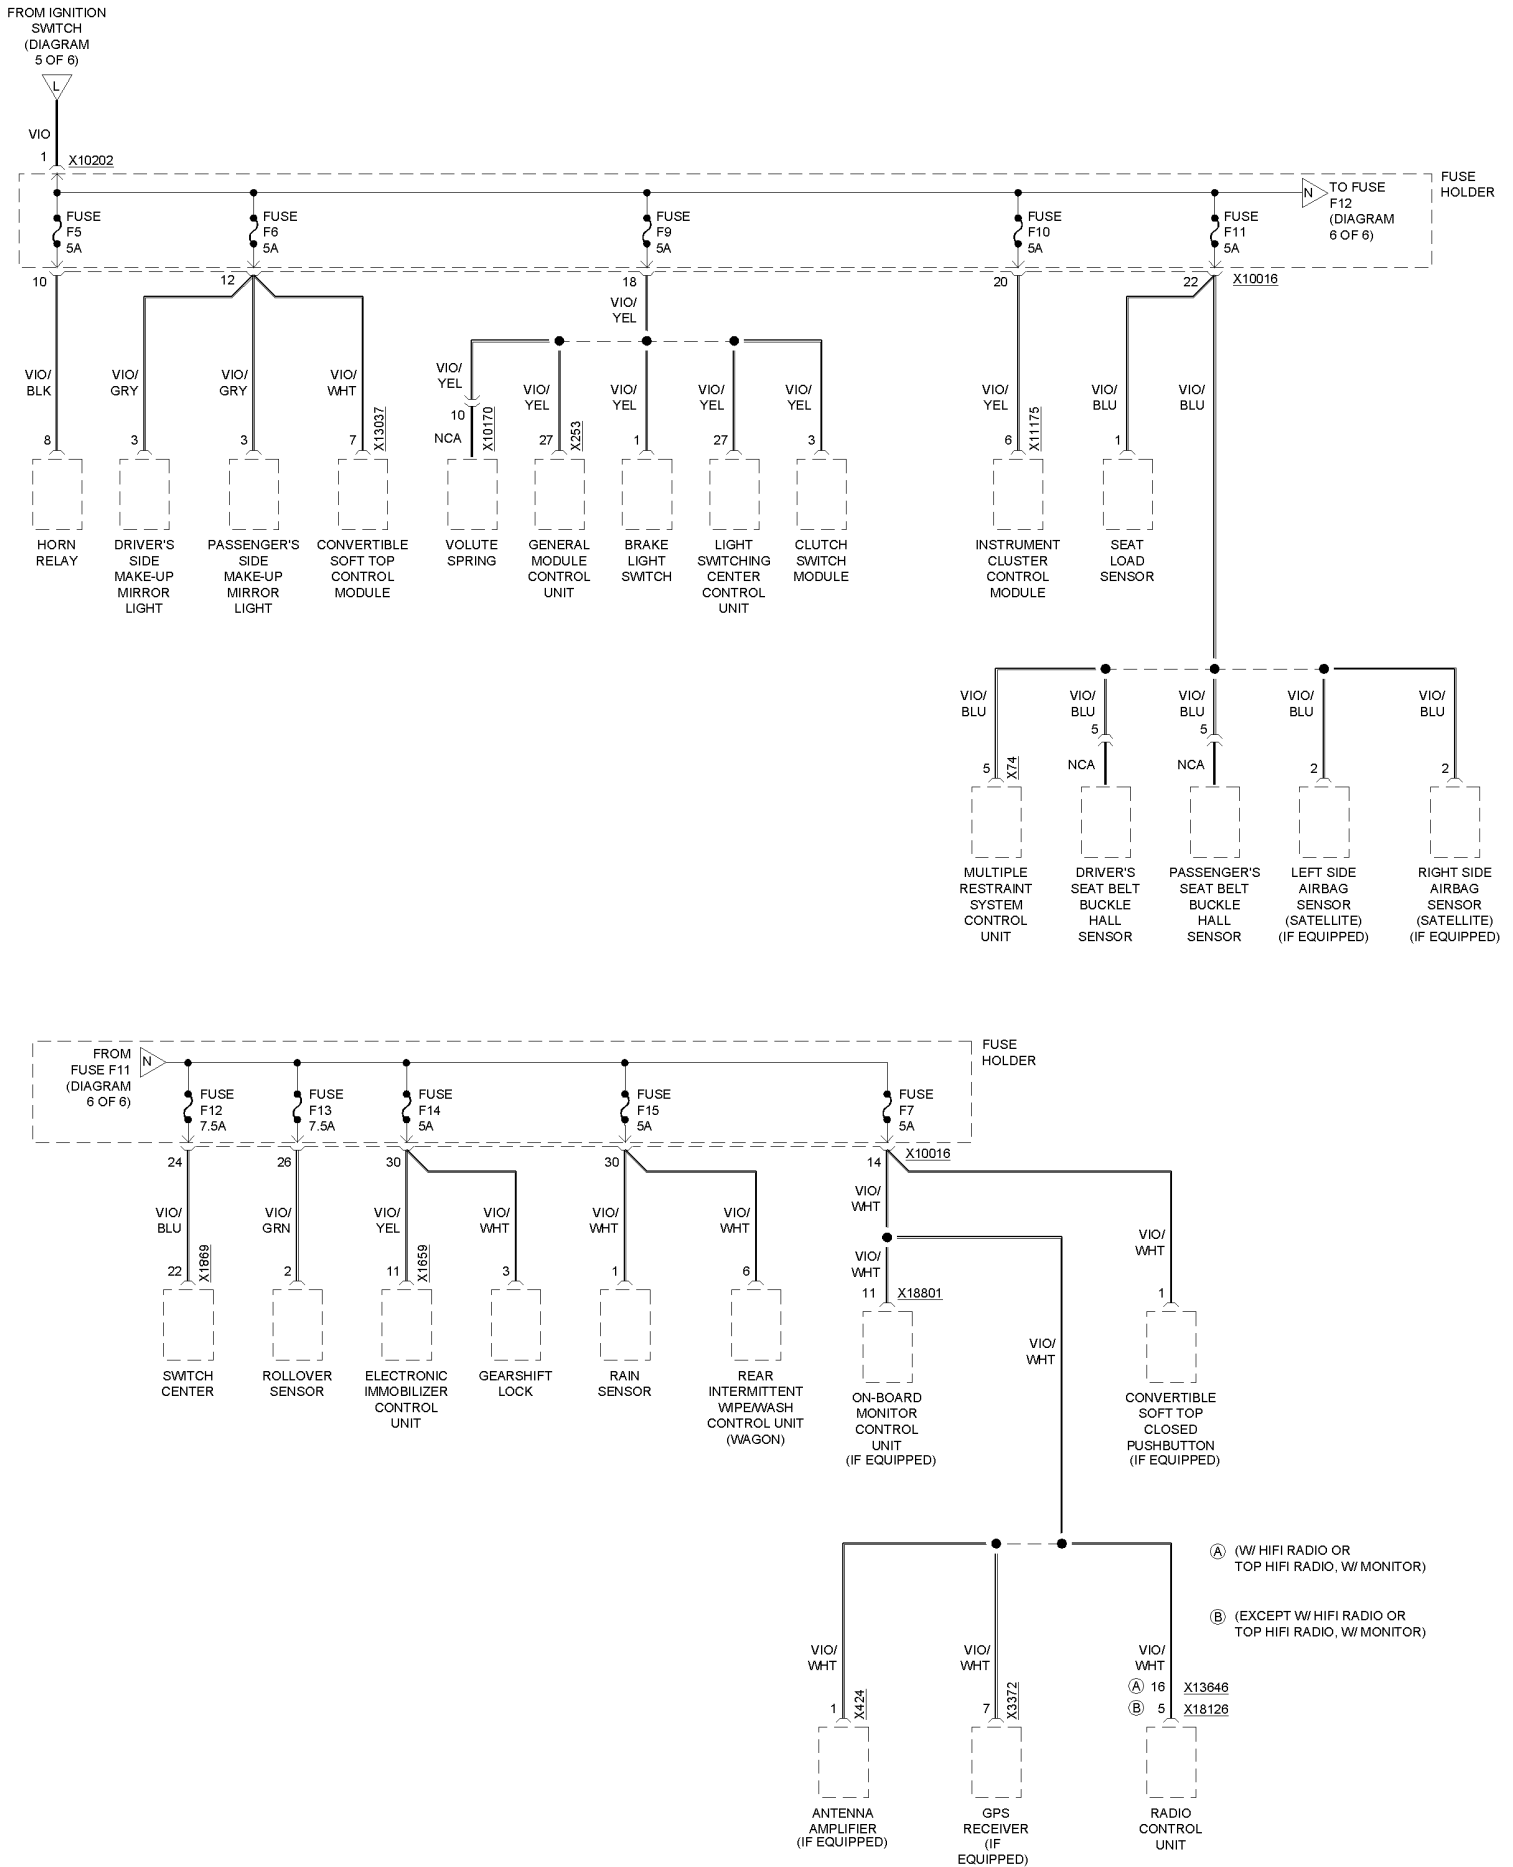 FROM IGNITION
SWITCH
(DIAGRAM
5 OF 6)
L
VIO
1 X10202
FUSE
HOLDER
N
TO FUSE
F12
(DIAGRAM
6 OF 6)
FUSE FUSE FUSE FUSE FUSE
F5 F6 F9 F10 F11
5A 5A 5A 5A 5A
10 12 18 20 22 X10016
VIO/
YEL
VIO/ VIO/ VIO/ VIO/ VIO/ VIO/ VIO/ VIO/ VIO/ VIO/ VIO/ VIO/
BLK GRY GRY WHT YEL YEL YEL YEL YEL YEL BLU BLU
10 X10170
NCA
8 3 3 7 X13037 27 X253 1 27 3 6 X11175 1
HORN
RELAY
DRIVER'S
SIDE
MAKE-UP
MIRROR
LIGHT
PASSENGER'S
SIDE
MAKE-UP
MIRROR
LIGHT
CONVERTIBLE
SOFT TOP
CONTROL
MODULE
VOLUTE
SPRING
GENERAL
MODULE
CONTROL
UNIT
BRAKE
LIGHT
SWITCH
LIGHT
SWITCHING
CENTER
CONTROL
UNIT
CLUTCH
SWITCH
MODULE
INSTRUMENT
CLUSTER
CONTROL
MODULE
SEAT
LOAD
SENSOR
VIO/ VIO/ VIO/ VIO/ VIO/
BLU BLU BLU BLU BLU
5 5
NCA NCA
5 X74 2 2
MULTIPLE
RESTRAINT
SYSTEM
CONTROL
UNIT
DRIVER'S
SEAT BELT
BUCKLE
HALL
SENSOR
PASSENGER'S
SEAT BELT
BUCKLE
HALL
SENSOR
LEFT SIDE
AIRBAG
SENSOR
(SATELLITE)
(IF EQUIPPED)
RIGHT SIDE
AIRBAG
SENSOR
(SATELLITE)
(IF EQUIPPED)
FROM
FUSE F11
(DIAGRAM
6 OF 6)
N
FUSE
HOLDER
FUSE FUSE FUSE FUSE FUSE
F12 F13 F14 F15 F7
7.5A 7.5A 5A 5A 5A
24 26 30 30 14 X10016
VIO/
WHT
VIO/ VIO/ VIO/ VIO/ VIO/ VIO/
BLU GRN YEL WHT WHT WHT
VIO/
WHT
VIO/
WHT
22 X1869 2 11 X1659 3 1 6
11 X18801 1
SWITCH
CENTER
ROLLOVER
SENSOR
ELECTRONIC
IMMOBILIZER
CONTROL
UNIT
GEARSHIFT
LOCK
RAIN
SENSOR
REAR
INTERMITTENT
WIPE/WASH
CONTROL UNIT
(WAGON)
VIO/
WHT
ON-BOARD
MONITOR
CONTROL
UNIT
(IF EQUIPPED)
CONVERTIBLE
SOFT TOP
CLOSED
PUSHBUTTON
(IF EQUIPPED)
A (W/ HIFI RADIO OR
TOP HIFI RADIO, W/ MONITOR)
B (EXCEPT W/ HIFI RADIO OR
TOP HIFI RADIO, W/ MONITOR)
VIO/ VIO/ VIO/
WHT WHT WHT
A 16 X13646
1 X424 7 X3372 B 5 X18126
ANTENNA
AMPLIFIER
(IF EQUIPPED)
GPS
RECEIVER
(IF
EQUIPPED)
RADIO
CONTROL
UNIT